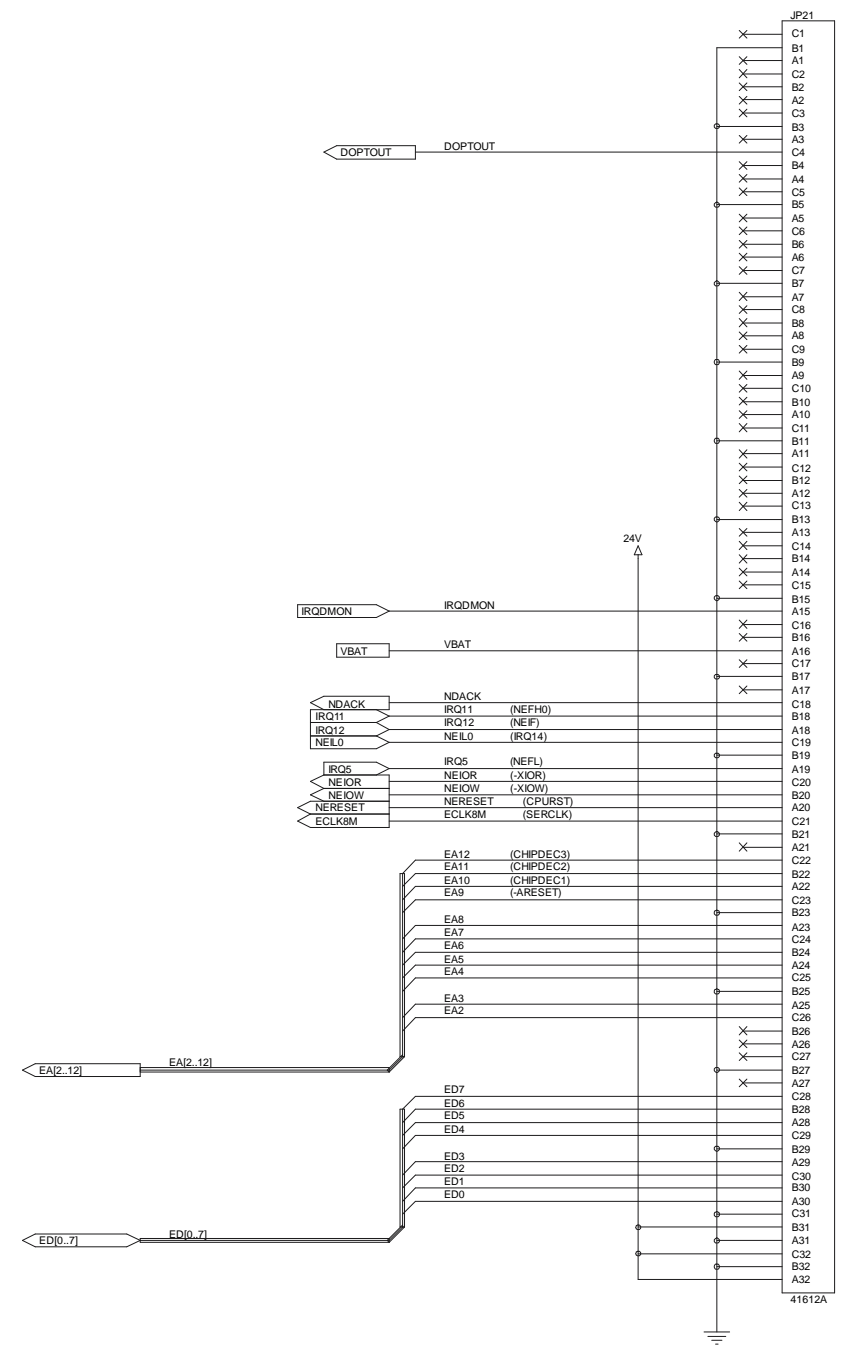 JP21
C1
B1
A1
C2
B2
A2
C3
B3
A3
DOPTOUT DOPTOUT C4
B4
A4
C5
B5
A5
C6
B6
A6
C7
B7
A7
C8
B8
A8
C9
B9
A9
C10
B10
A10
C11
B11
A11
C12
B12
A12
C13
B13
A13
24V
C14
B14
A14
C15
B15
IRQDMON IRQDMON A15
C16
B16
VBAT VBAT A16
C17
B17
A17
NDACK NDACK C18
IRQ11 IRQ11 (NEFH0) B18
IRQ12 IRQ12 (NEIF) A18
NEIL0 NEIL0 (IRQ14) C19
B19
IRQ5 IRQ5 (NEFL) A19
NEIOR NEIOR (-XIOR) C20
NEIOW NEIOW (-XIOW) B20
NERESET NERESET (CPURST) A20
ECLK8M ECLK8M (SERCLK) C21
B21
A21
EA12 (CHIPDEC3) C22
EA11 (CHIPDEC2) B22
EA10 (CHIPDEC1) A22
EA9 (-ARESET) C23
B23
EA8 A23
EA7 C24
EA6 B24
EA5 A24
EA4 C25
B25
EA3 A25
EA2 C26
B26
A26
C27
EA[2..12] EA[2..12] B27
A27
ED7 C28
ED6 B28
ED5 A28
ED4 C29
B29
ED3 A29
ED2 C30
ED1 B30
ED0 A30
C31
B31
ED[0..7] ED[0..7] A31
C32
B32
A32
41612A